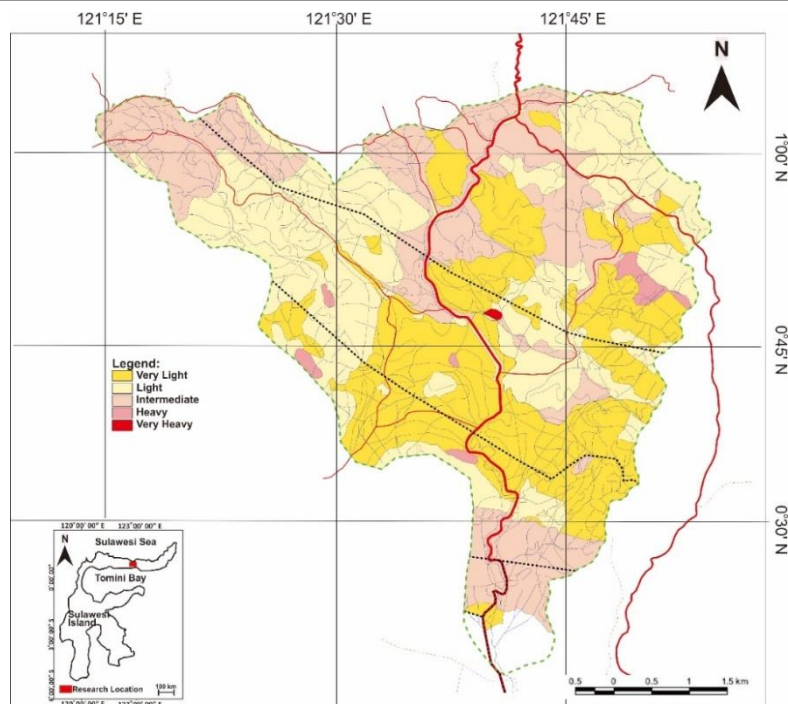 121°15' E
121°30' E
121°45' E
N
1°00' N
0°45' N
0°30' N
Legend:
Very Light
Light
Intermediate
Heavy
Very Heavy
120°00' 00" E 123°00' 00" E
N
Sulawesi Sea
Tomini Bay
Sulawesi
Island
Research Location
100 km
0.5 0 0.5 1 1.5 km